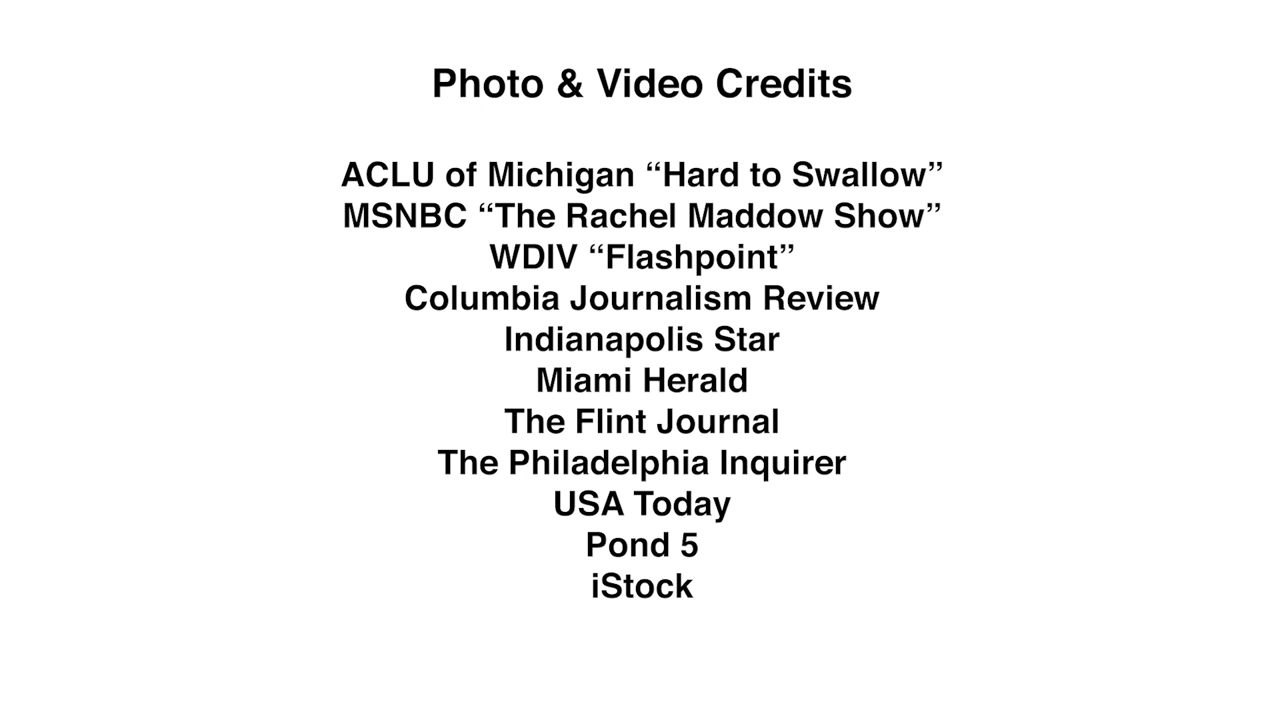 Photo & Video Credits
ACLU of Michigan “Hard to Swallow”
MSNBC “The Rachel Maddow Show”
WDIV “Flashpoint”
Columbia Journalism Review
Indianapolis Star
Miami Herald
The Flint Journal
The Philadelphia Inquirer
USA Today
Pond 5
iStock